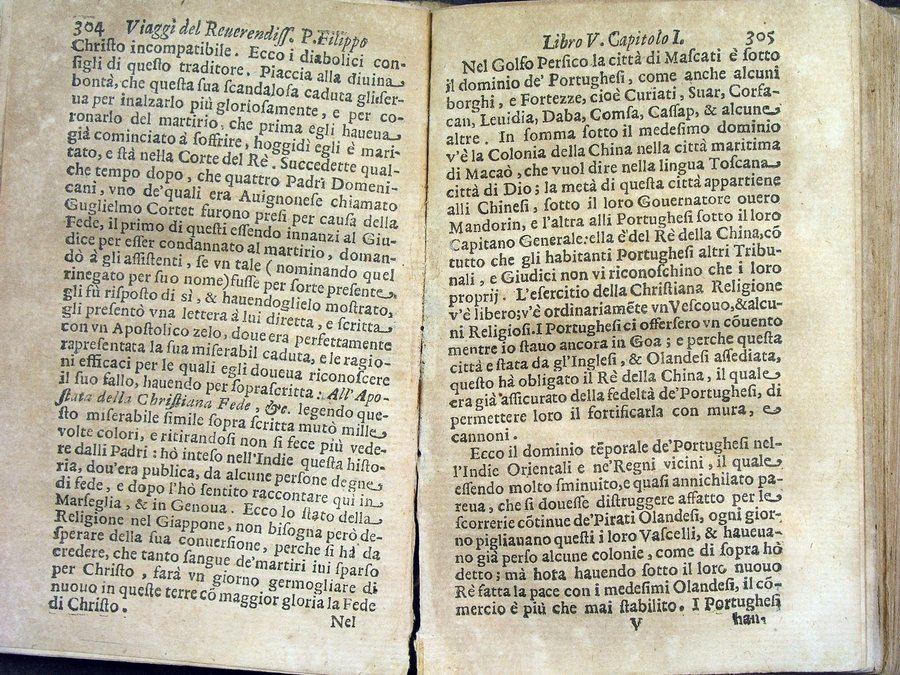 304 Viaggi del Reuerendiſſ. P. Filippo
Chriſto incompatibile. Ecco i diabolici con-
ſigli di queſto traditore. Piaccia alla diuina
bontà, che queſta ſua ſcandaloſa caduta gli ſer-
ua per inalzarlo più glorioſamente, e per co-
ronarlo del martirio, che prima egli haueua
già cominciato à ſoffrire, hoggidì egli è mari-
tato, e ſtà nella Corte del Rè. Succedette qual-
che tempo dopo, che quattro Padri Domeni-
cani, vno de'quali era Auignoneſe chiamato
Guglielmo Cortet furono preſi per cauſa della
Fede, il primo di queſti eſſendo innanzi al Giu-
dice per eſſer condannato al martirio, doman-
dò à gli aſſiſtenti, ſe vn tale (nominando quel
rinegato per ſuo nome) fuſſe per ſorte preſente,
gli fù riſpoſto di sì, & hauendoglielo moſtrato,
gli preſentò vna lettera à lui diretta, e ſcritta
con vn Apoſtolico zelo, doue era perfettamente
rapreſentata la ſua miſerabil caduta, e le ragio-
ni efficaci per le quali egli doueua riconoſcere
il ſuo fallo, hauendo per ſopraſcritta: All'Apo-
ſtata della Chriſtiana Fede, &c. legendo que-
ſto miſerabile ſimile ſopra ſcritta mutò mille
volte colori, e ritirandoſi non ſi fece più vede-
re dalli Padri: hò inteſo nell'Indie queſta hiſto-
ria, dou'era publica, da alcune perſone degne
di fede, e dopo l'hò ſentito raccontare qui in
Marſeglia, & in Genoua. Ecco lo ſtato della
Religione nel Giappone, non biſogna però de-
ſperare della ſua conuerſione, perche ſi hà da
credere, che tanto ſangue de'martiri iui ſparſo
per Chriſto, farà vn giorno germogliare di
nuouo in queſte terre cõ maggior gloria la Fede
di Chriſto.
Nel
Libro V. Capitolo I. 305
Nel Golfo Perſico la città di Maſcati è ſotto
il dominio de' Portugheſi, come anche alcuni
borghi, e Fortezze, cioè Curiati, Suar, Corfa-
can, Leuidia, Daba, Comſa, Caſſap, & alcune
altre. In ſomma ſotto il medeſimo dominio
v'è la Colonia della China nella città maritima
di Macaò, che vuol dire nella lingua Toſcana
città di Dio; la metà di queſta città appartiene
alli Chineſi, ſotto il loro Gouernatore ouero
Mandorin, e l'altra alli Portugheſi ſotto il loro
Capitano Generale: ella è del Rè della China, cõ
tutto che gli habitanti Portugheſi altri Tribu-
nali, e Giudici non vi riconoſchino che i loro
proprij. L'eſercitio della Chriſtiana Religione
v'è libero; v'è ordinariamẽte vn Veſcouo, & alcu-
ni Religioſi. I Portugheſi ci offerſero vn cõuento
mentre io ſtauo ancora in Goa; e perche queſta
città e ſtata da gl'Ingleſi, & Olandeſi aſſediata,
queſto hà obligato il Rè della China, il quale
era già aſſicurato della fedeltà de'Portugheſi, di
permettere loro il fortificarla con mura, e
cannoni.
Ecco il dominio tẽporale de'Portugheſi nel-
l'Indie Orientali e ne'Regni vicini, il quale
eſſendo molto ſminuito, e quaſi annichilato pa-
reua, che ſi doueſſe diſtruggere affatto per le
ſcorrerie cõtinue de'Pirati Olandeſi, ogni gior-
no pigliauano queſti i loro Vaſcelli, & haueua-
no già perſo alcune colonie, come di ſopra hò
detto; mà hora hauendo ſotto il loro nuouo
Rè fatta la pace con i medeſimi Olandeſi, il cõ-
mercio è più che mai ſtabilito. I Portugheſi
V han-